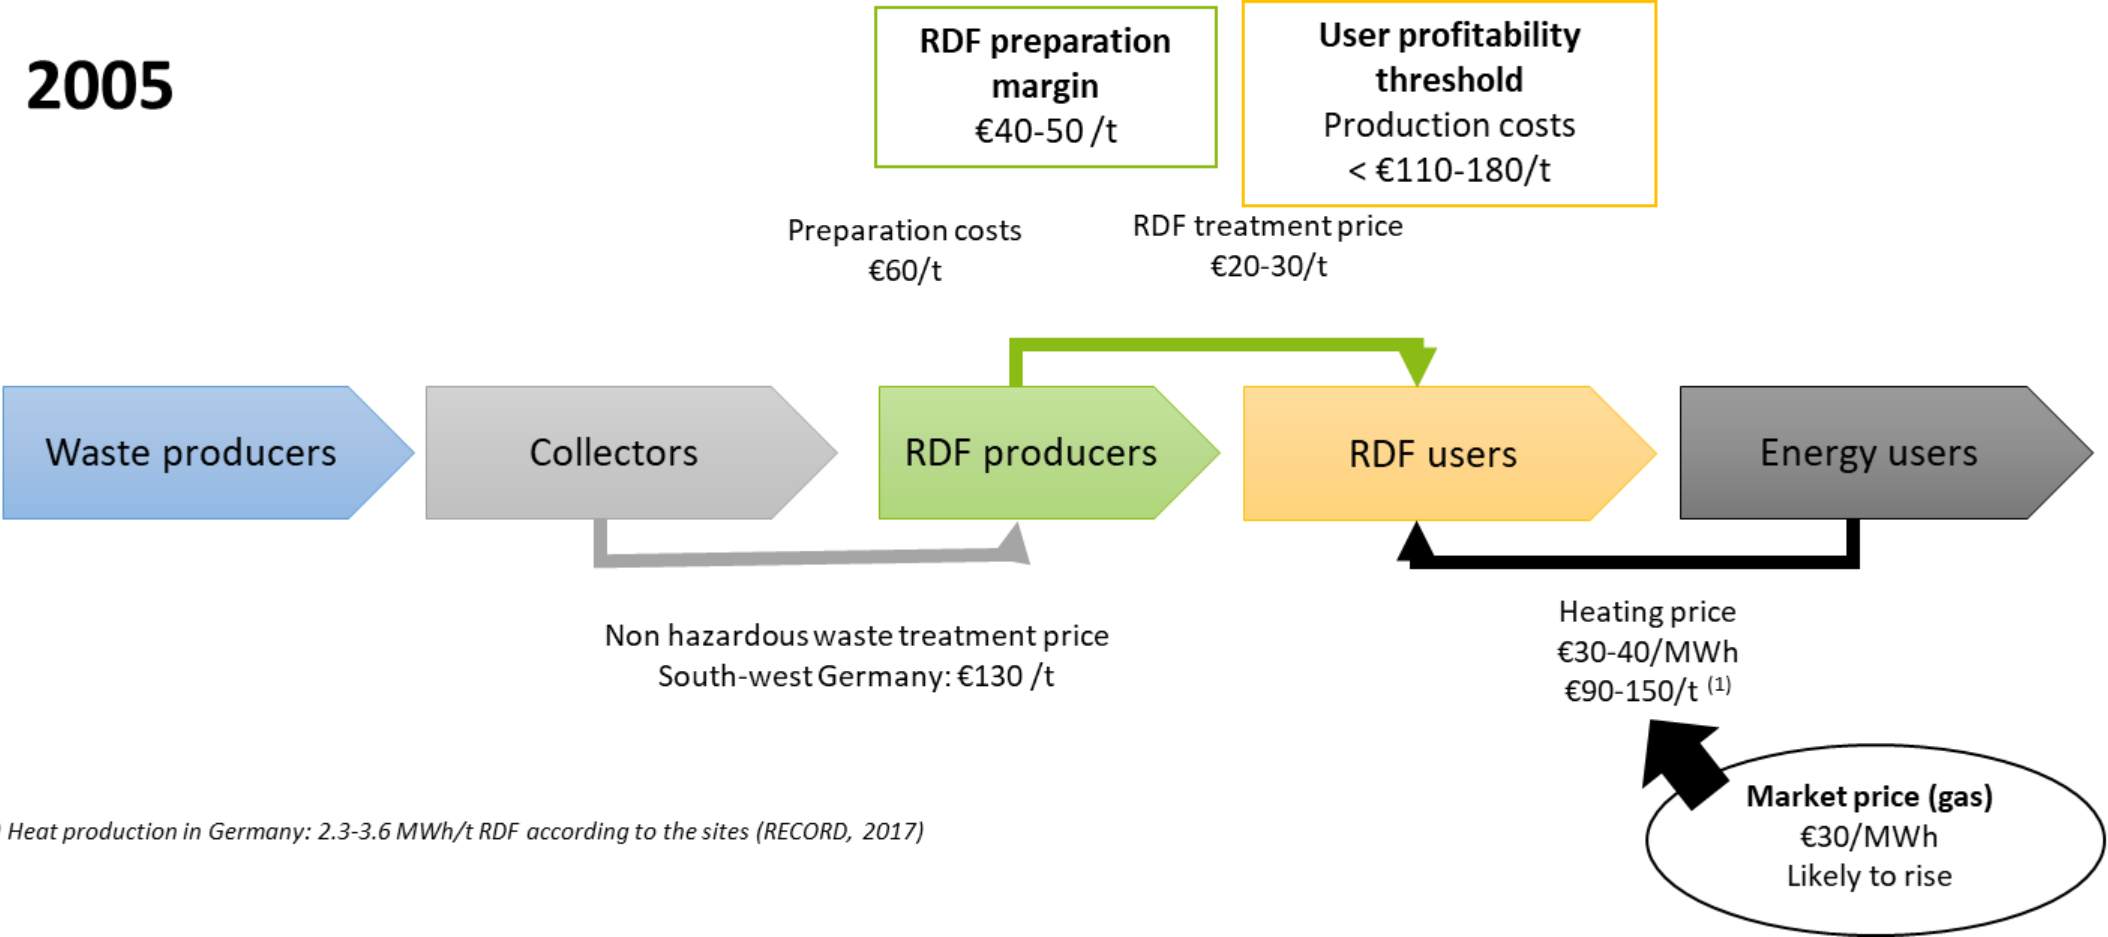 2005
RDF preparation
margin
€40-50 /t
User profitability
threshold
Production costs
< €110-180/t
Preparation costs
€60/t
RDF treatment price
€20-30/t
Waste producers
Collectors
RDF producers
RDF users
Energy users
Non hazardous waste treatment price
South-west Germany: €130 /t
Heating price
€30-40/MWh
€90-150/t (1)
Market price (gas)
€30/MWh
Likely to rise
) Heat production in Germany: 2.3-3.6 MWh/t RDF according to the sites (RECORD, 2017)